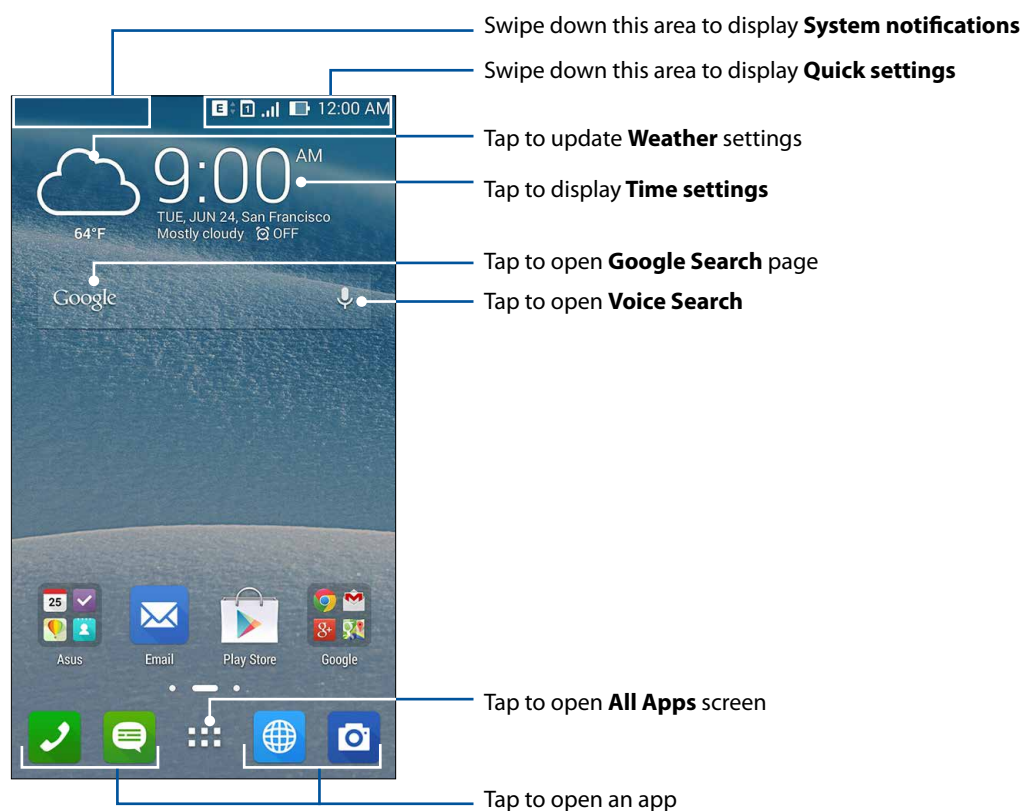 Swipe down this area to display System notifications
Swipe down this area to display Quick settings
E 1 12:00 AM
Tap to update Weather settings
9:00 AM
Tap to display Time settings
TUE, JUN 24, San Francisco
64°F Mostly cloudy OFF
Tap to open Google Search page
Google
Tap to open Voice Search
25
8+
Asus Email Play Store Google
Tap to open All Apps screen
Tap to open an app